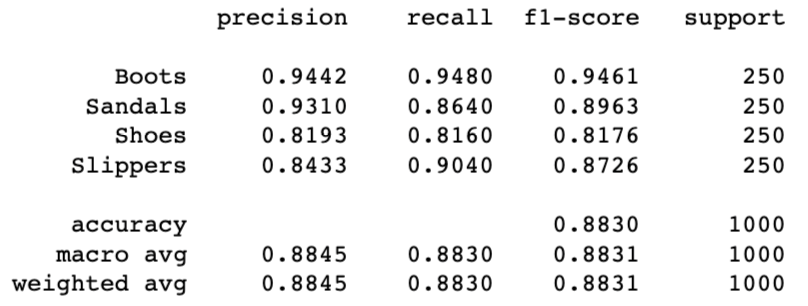 precision recall f1-score support
Boots 0.9442 0.9480 0.9461 250
Sandals 0.9310 0.8640 0.8963 250
Shoes 0.8193 0.8160 0.8176 250
Slippers 0.8433 0.9040 0.8726 250
accuracy 0.8830 1000
macro avg 0.8845 0.8830 0.8831 1000
weighted avg 0.8845 0.8830 0.8831 1000